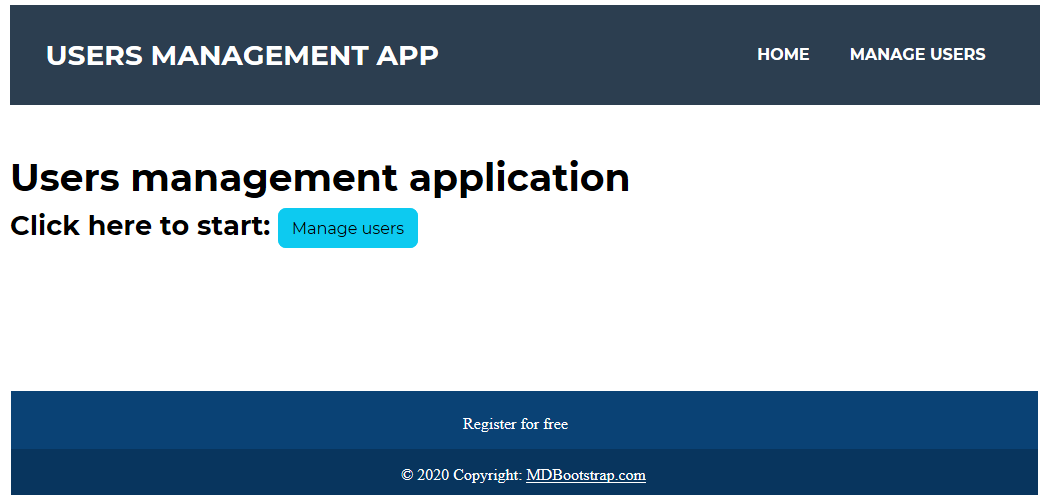 USERS MANAGEMENT APP HOME MANAGE USERS
Users management application
Click here to start: Manage users
Register for free
© 2020 Copyright: MDBootstrap.com